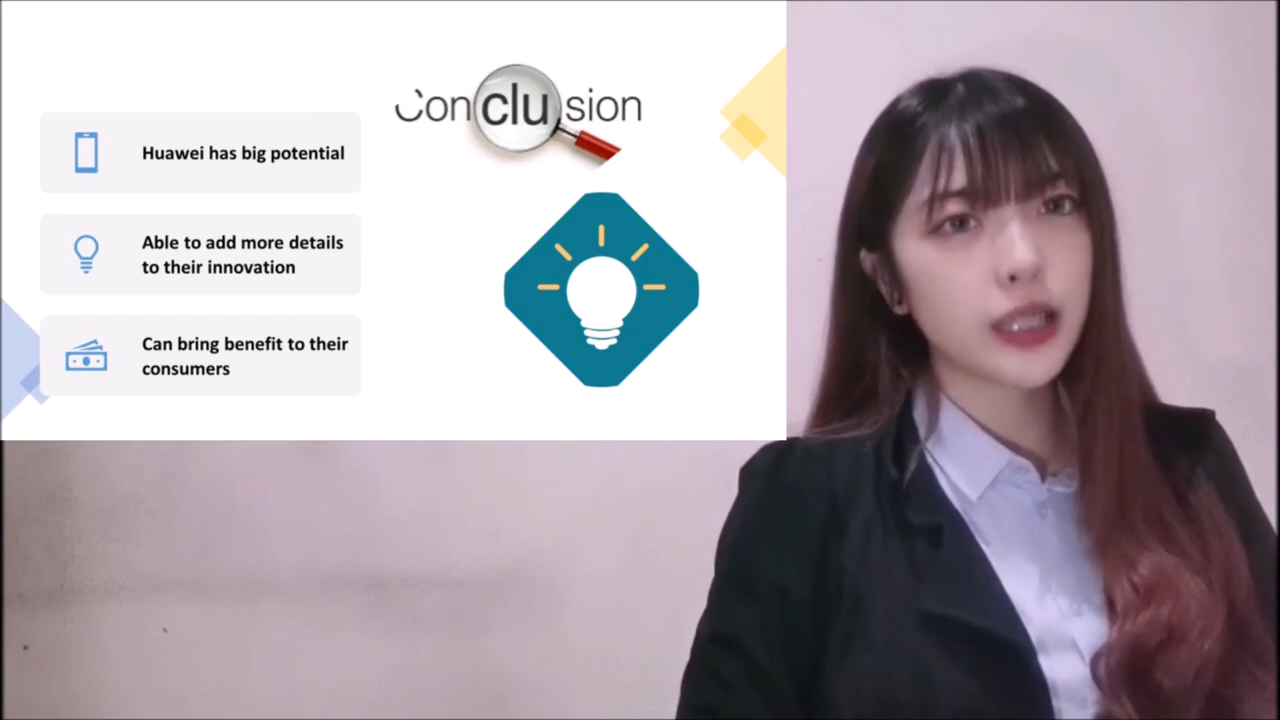 Conclusion
Huawei has big potential
Able to add more details
to their innovation
Can bring benefit to their
consumers